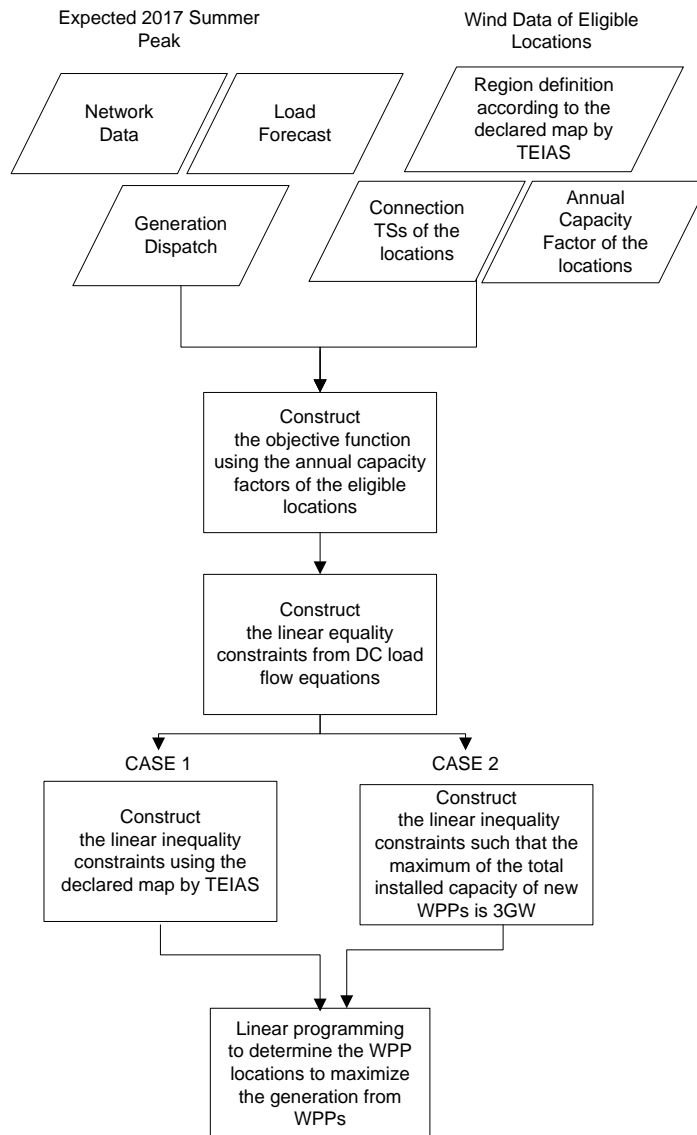 Expected 2017 Summer
Peak
Wind Data of Eligible
Locations
Network
Data
Load
Forecast
Region definition
according to the
declared map by
TEIAS
Generation
Dispatch
Connection
TSs of the
locations
Annual
Capacity
Factor of the
locations
Construct
the objective function
using the annual capacity
factors of the eligible
locations
Construct
the linear equality
constraints from DC load
flow equations
CASE 1
CASE 2
Construct
the linear inequality
constraints using the
declared map by TEIAS
Construct
the linear inequality
constraints such that the
maximum of the total
installed capacity of new
WPPs is 3GW
Linear programming
to determine the WPP
locations to maximize
the generation from
WPPs